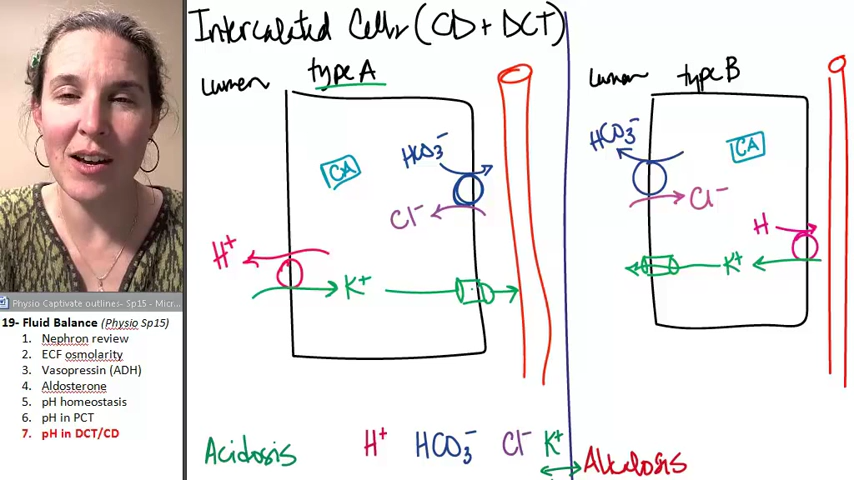 Intercalated Cells (CD + DCT)
Lumen
type A
CA
HCO3⁻
Cl⁻
H⁺
K⁺
Lumen
type B
HCO3⁻
CA
Cl⁻
H
K⁺
Acidosis
H⁺ HCO3⁻ Cl⁻ K⁺
Alkalosis
Physio Captivate outlines- Sp15 - Micr...
19- Fluid Balance (Physio Sp15)
1. Nephron review
2. ECF osmolarity
3. Vasopressin (ADH)
4. Aldosterone
5. pH homeostasis
6. pH in PCT
7. pH in DCT/CD